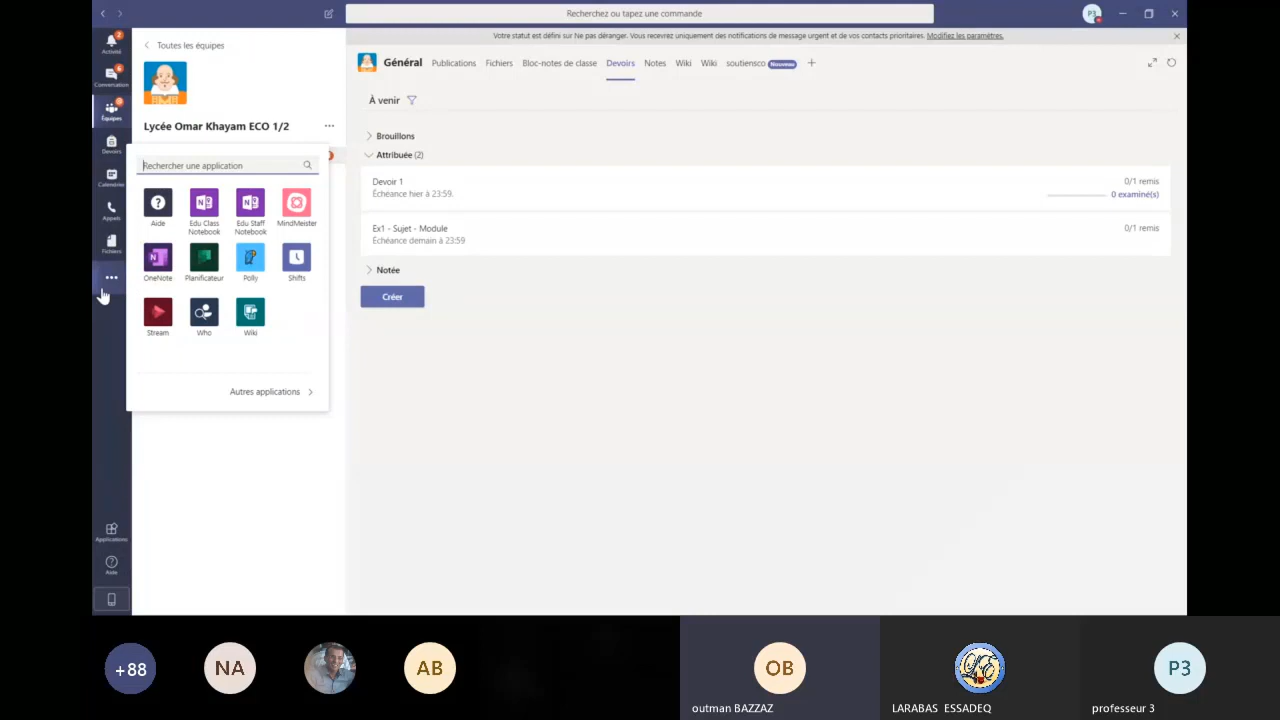 Recherchez ou tapez une commande
P3
Votre statut est défini sur Ne pas déranger. Vous recevrez uniquement des notifications de message urgent et de vos contacts prioritaires. Modifiez les paramètres.
2
Activité
6
Conversation
Équipes
Devoirs
Calendrier
Appels
Fichiers
Applications
Aide
Toutes les équipes
Lycée Omar Khayam ECO 1/2
Rechercher une application
Aide
Edu Class Notebook
Edu Staff Notebook
MindMeister
OneNote
Planificateur
Polly
Shifts
Stream
Who
Wiki
Autres applications
Général Publications Fichiers Bloc-notes de classe Devoirs Notes Wiki Wiki soutiensco Nouveau
À venir
Brouillons
Attribuée (2)
Devoir 1
0/1 remis
Échéance hier à 23:59.
0 examiné(s)
Ex1 - Sujet - Module
0/1 remis
Échéance demain à 23:59
Notée
Créer
+88
NA
AB
OB
P3
outman BAZZAZ
LARABAS ESSADEQ
professeur 3